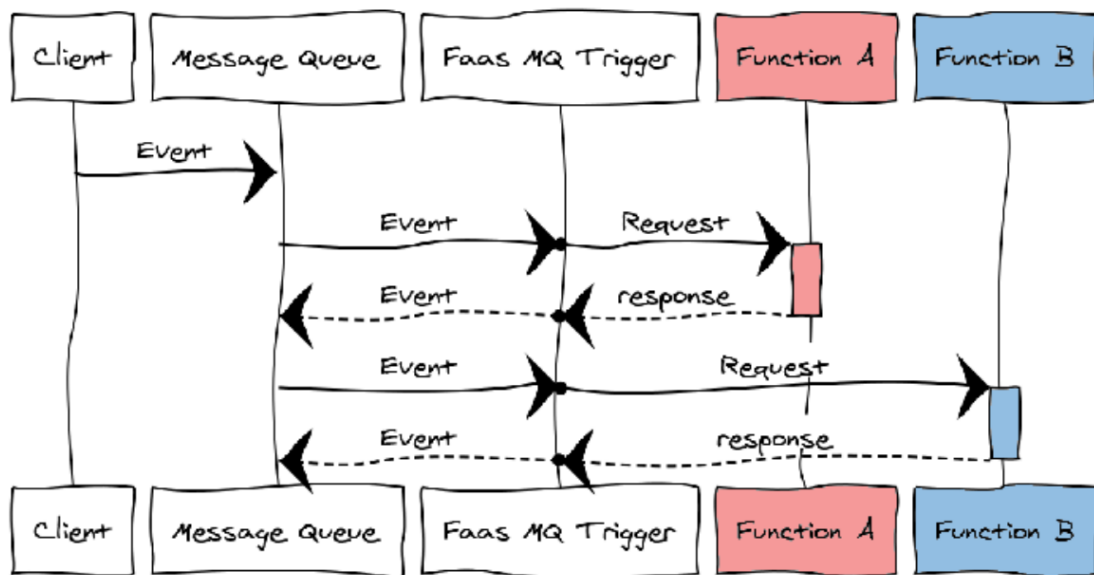 Client
Message Queue
Faas MQ Trigger
Function A
Function B
Event
Event
Request
Event
response
Event
Request
Event
response
Client
Message Queue
Faas MQ Trigger
Function A
Function B